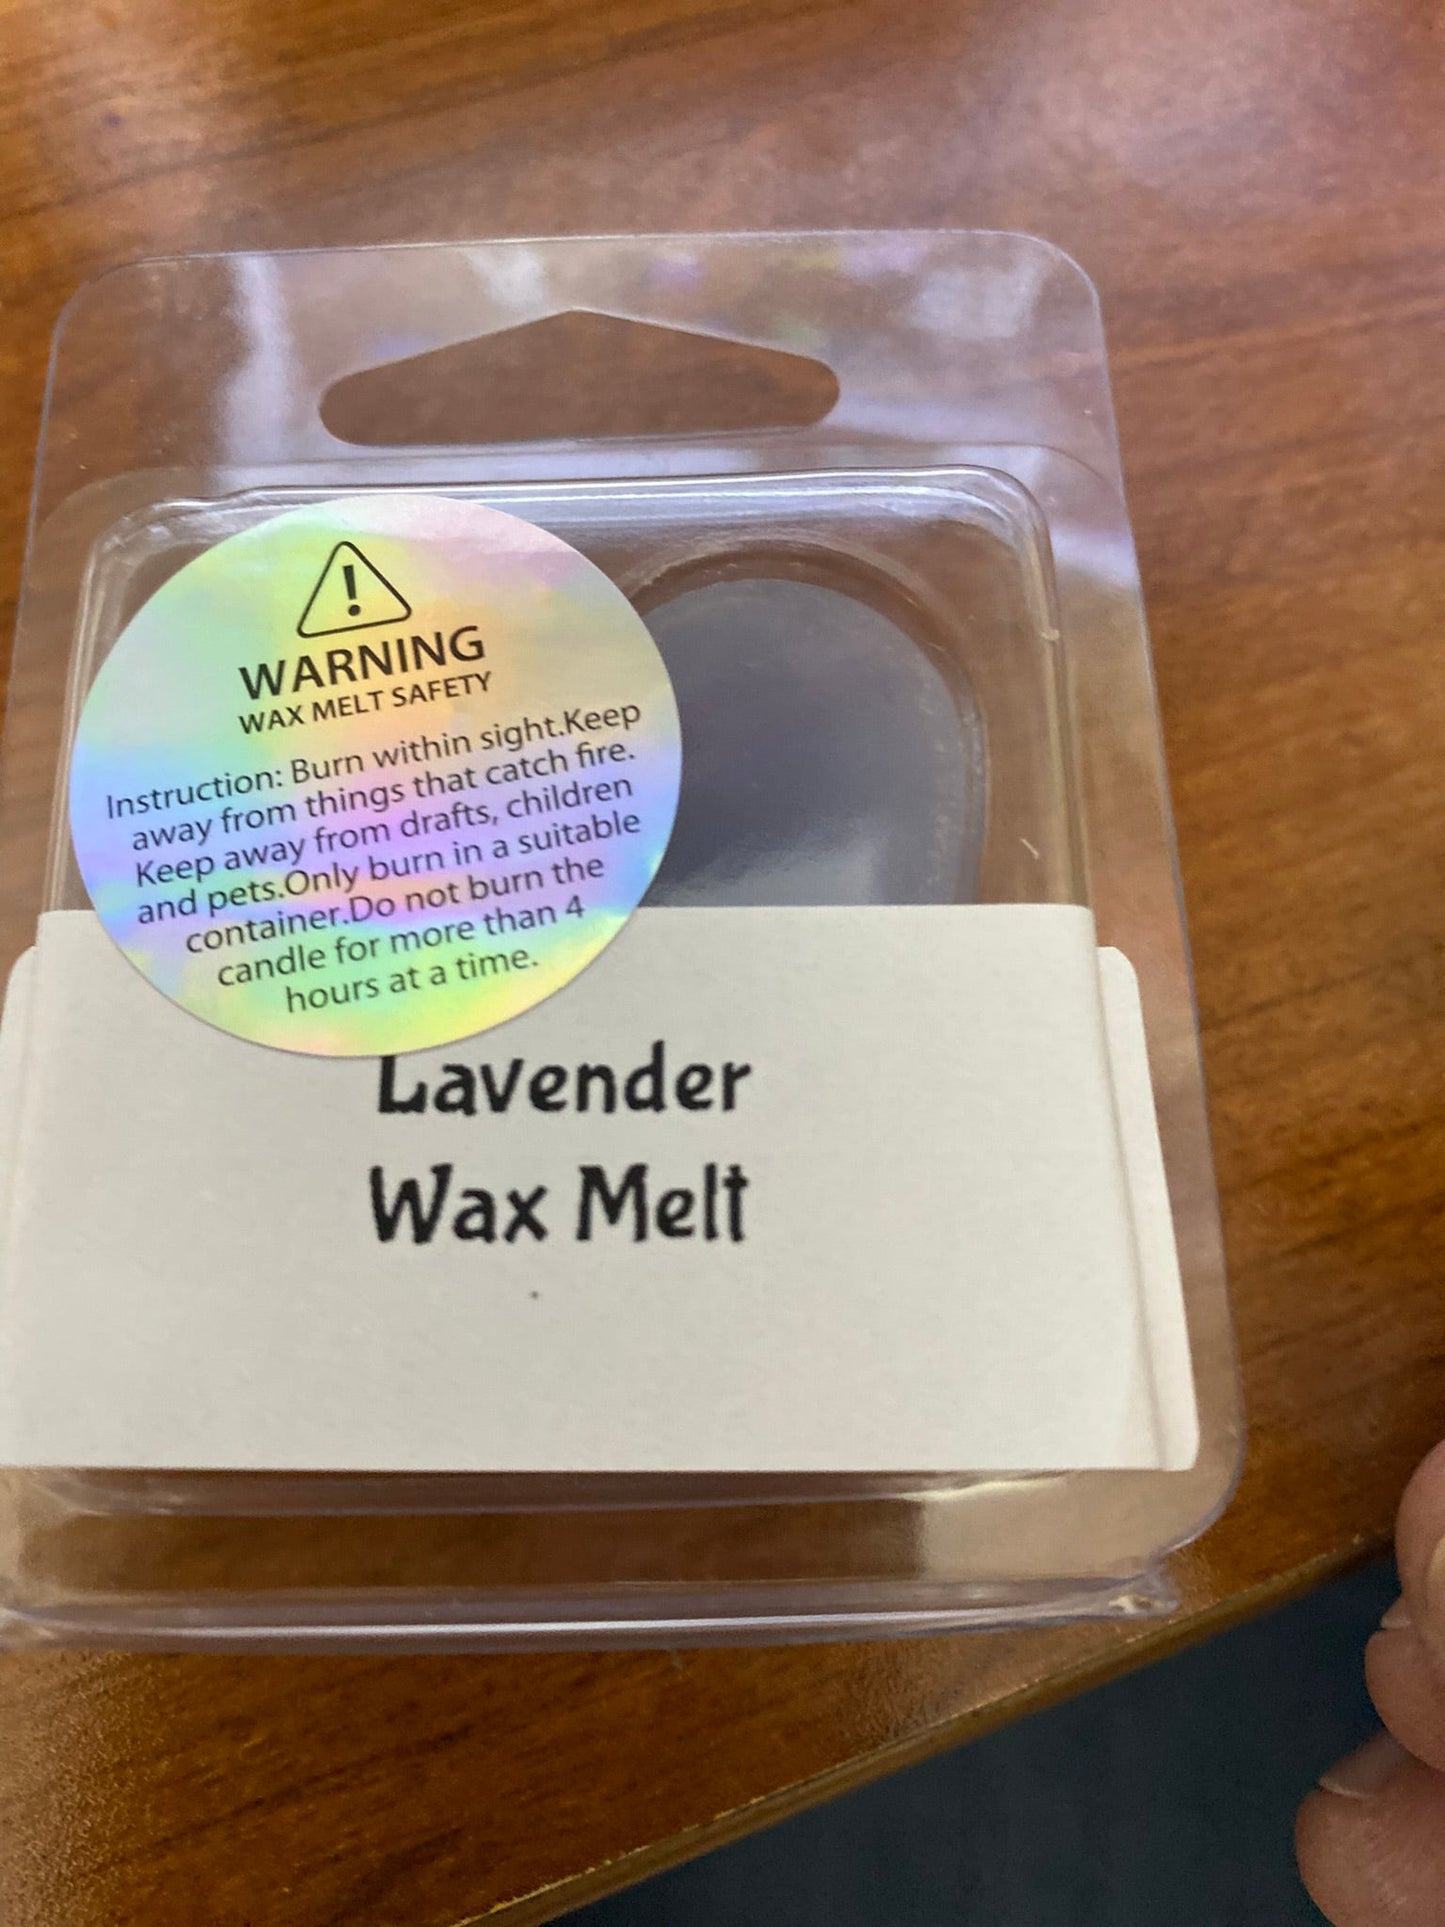 !
WARNING
WAX MELT SAFETY
Instruction: Burn within sight.Keep
away from things that catch fire.
Keep away from drafts, children
and pets.Only burn in a suitable
container.Do not burn the
candle for more than 4
hours at a time.
Lavender
Wax Melt